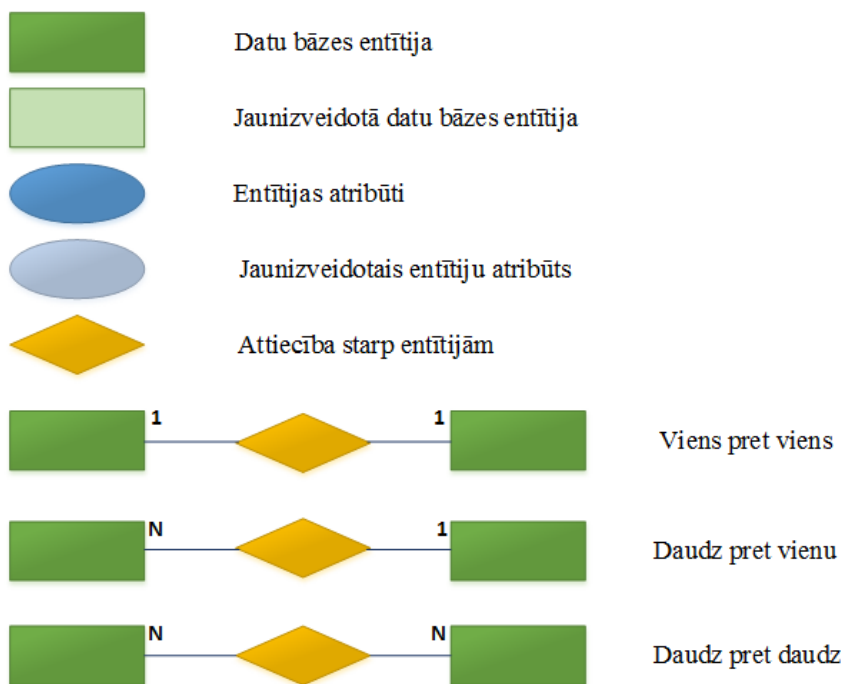 Datu bāzes entītija
Jaunizveidotā datu bāzes entītija
Entītijas atribūti
Jaunizveidotais entītiju atribūts
Attiecība starp entītijām
1 1 Viens pret viens
N 1 Daudz pret vienu
N N Daudz pret daudz